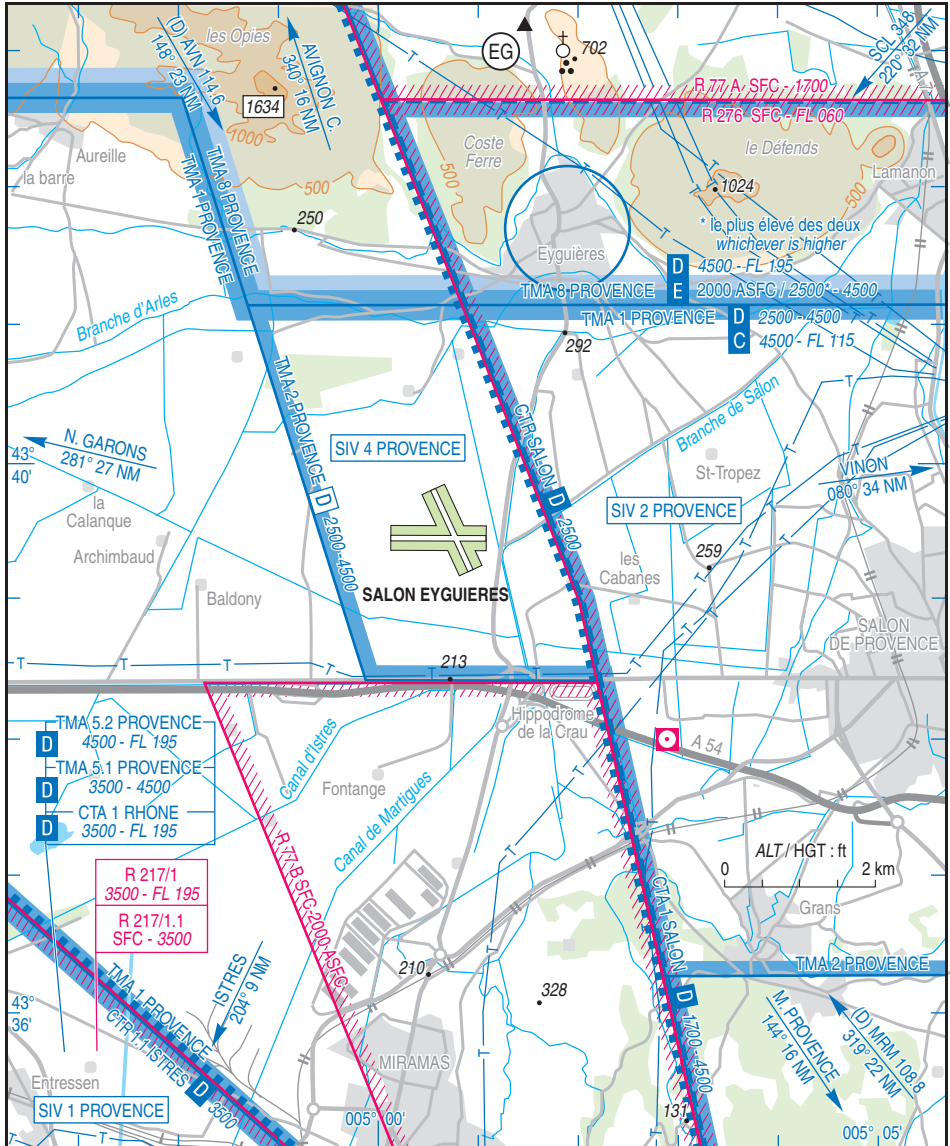 les Opies
(D) AVN 114.6
148° 23 NM
AVIGNON C.
340° 16 NM
EG
702
SCL 348
220° 32 NM
A 7
1634
1000
R 77 A SFC - 1700
R 276 SFC - FL 060
Aureille
la barre
500
Coste
Ferre
500
le Défends
500
Lamanon
TMA 8 PROVENCE
TMA 1 PROVENCE
250
1024
* le plus élevé des deux
whichever is higher
Eyguières
D
4500 - FL 195
TMA 8 PROVENCE
E
2000 ASFC / 2500* - 4500
TMA 1 PROVENCE
D
2500 - 4500
C
4500 - FL 115
Branche d'Arles
292
TMA 2 PROVENCE D 2500-4500
CTR SALON D 2500
T
Branche de Salon
N. GARONS
281° 27 NM
43°
40'
SIV 4 PROVENCE
St-Tropez
VINON
080° 34 NM
la
Calanque
SIV 2 PROVENCE
Archimbaud
259
les
Cabanes
Baldony
SALON EYGUIERES
SALON
DE PROVENCE
T
T
213
T
T
T
Hippodrome
de la Crau
A 54
TMA 5.2 PROVENCE
D
4500 - FL 195
TMA 5.1 PROVENCE
D
3500 - 4500
CTA 1 RHONE
D
3500 - FL 195
Canal d'Istres
Fontange
Canal de Martigues
R 217/1
3500 - FL 195
R 217/1.1
SFC - 3500
R 77 B SFC-2000 ASFC
ALT / HGT : ft
0
2 km
Grans
CTA 1 SALON D 1700-4500
TMA 2 PROVENCE
210
328
TMA 1 PROVENCE
CTR 1.1 ISTRES D 3500
ISTRES
204° 9 NM
43°
36'
MIRAMAS
M. PROVENCE
144° 16 NM
(D) MRM 108.8
319° 22 NM
Entressen
SIV 1 PROVENCE
005° 00'
131
005° 05'